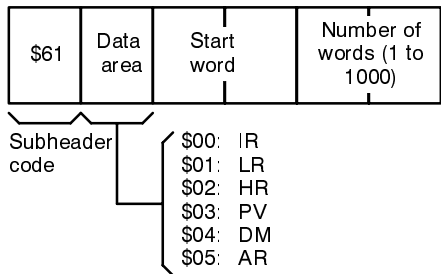 $61
Data
area
Start
word
Number of
words (1 to
1000)
Subheader
code
$00: IR
$01: LR
$02: HR
$03: PV
$04: DM
$05: AR